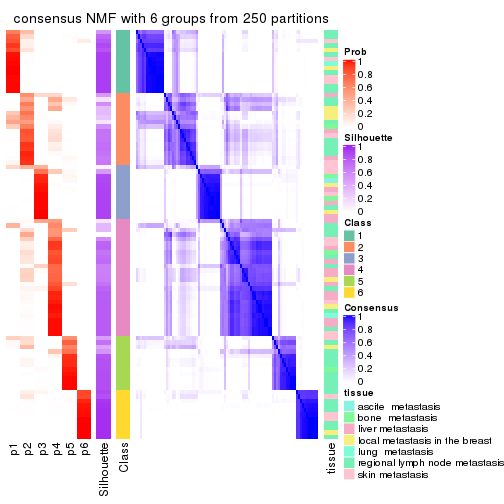 consensus NMF with 6 groups from 250 partitions
Prob
1
0.8
0.6
0.4
0.2
0
Silhouette
1
0.8
0.6
0.4
0.2
0
Class
1
2
3
4
5
6
Consensus
1
0.8
0.6
0.4
0.2
0
tissue
ascite metastasis
bone metastasis
liver metastasis
local metastasis in the breast
lung metastasis
regional lymph node metastasis
skin metastasis
p1
p2
p3
p4
p5
p6
Silhouette
Class
tissue